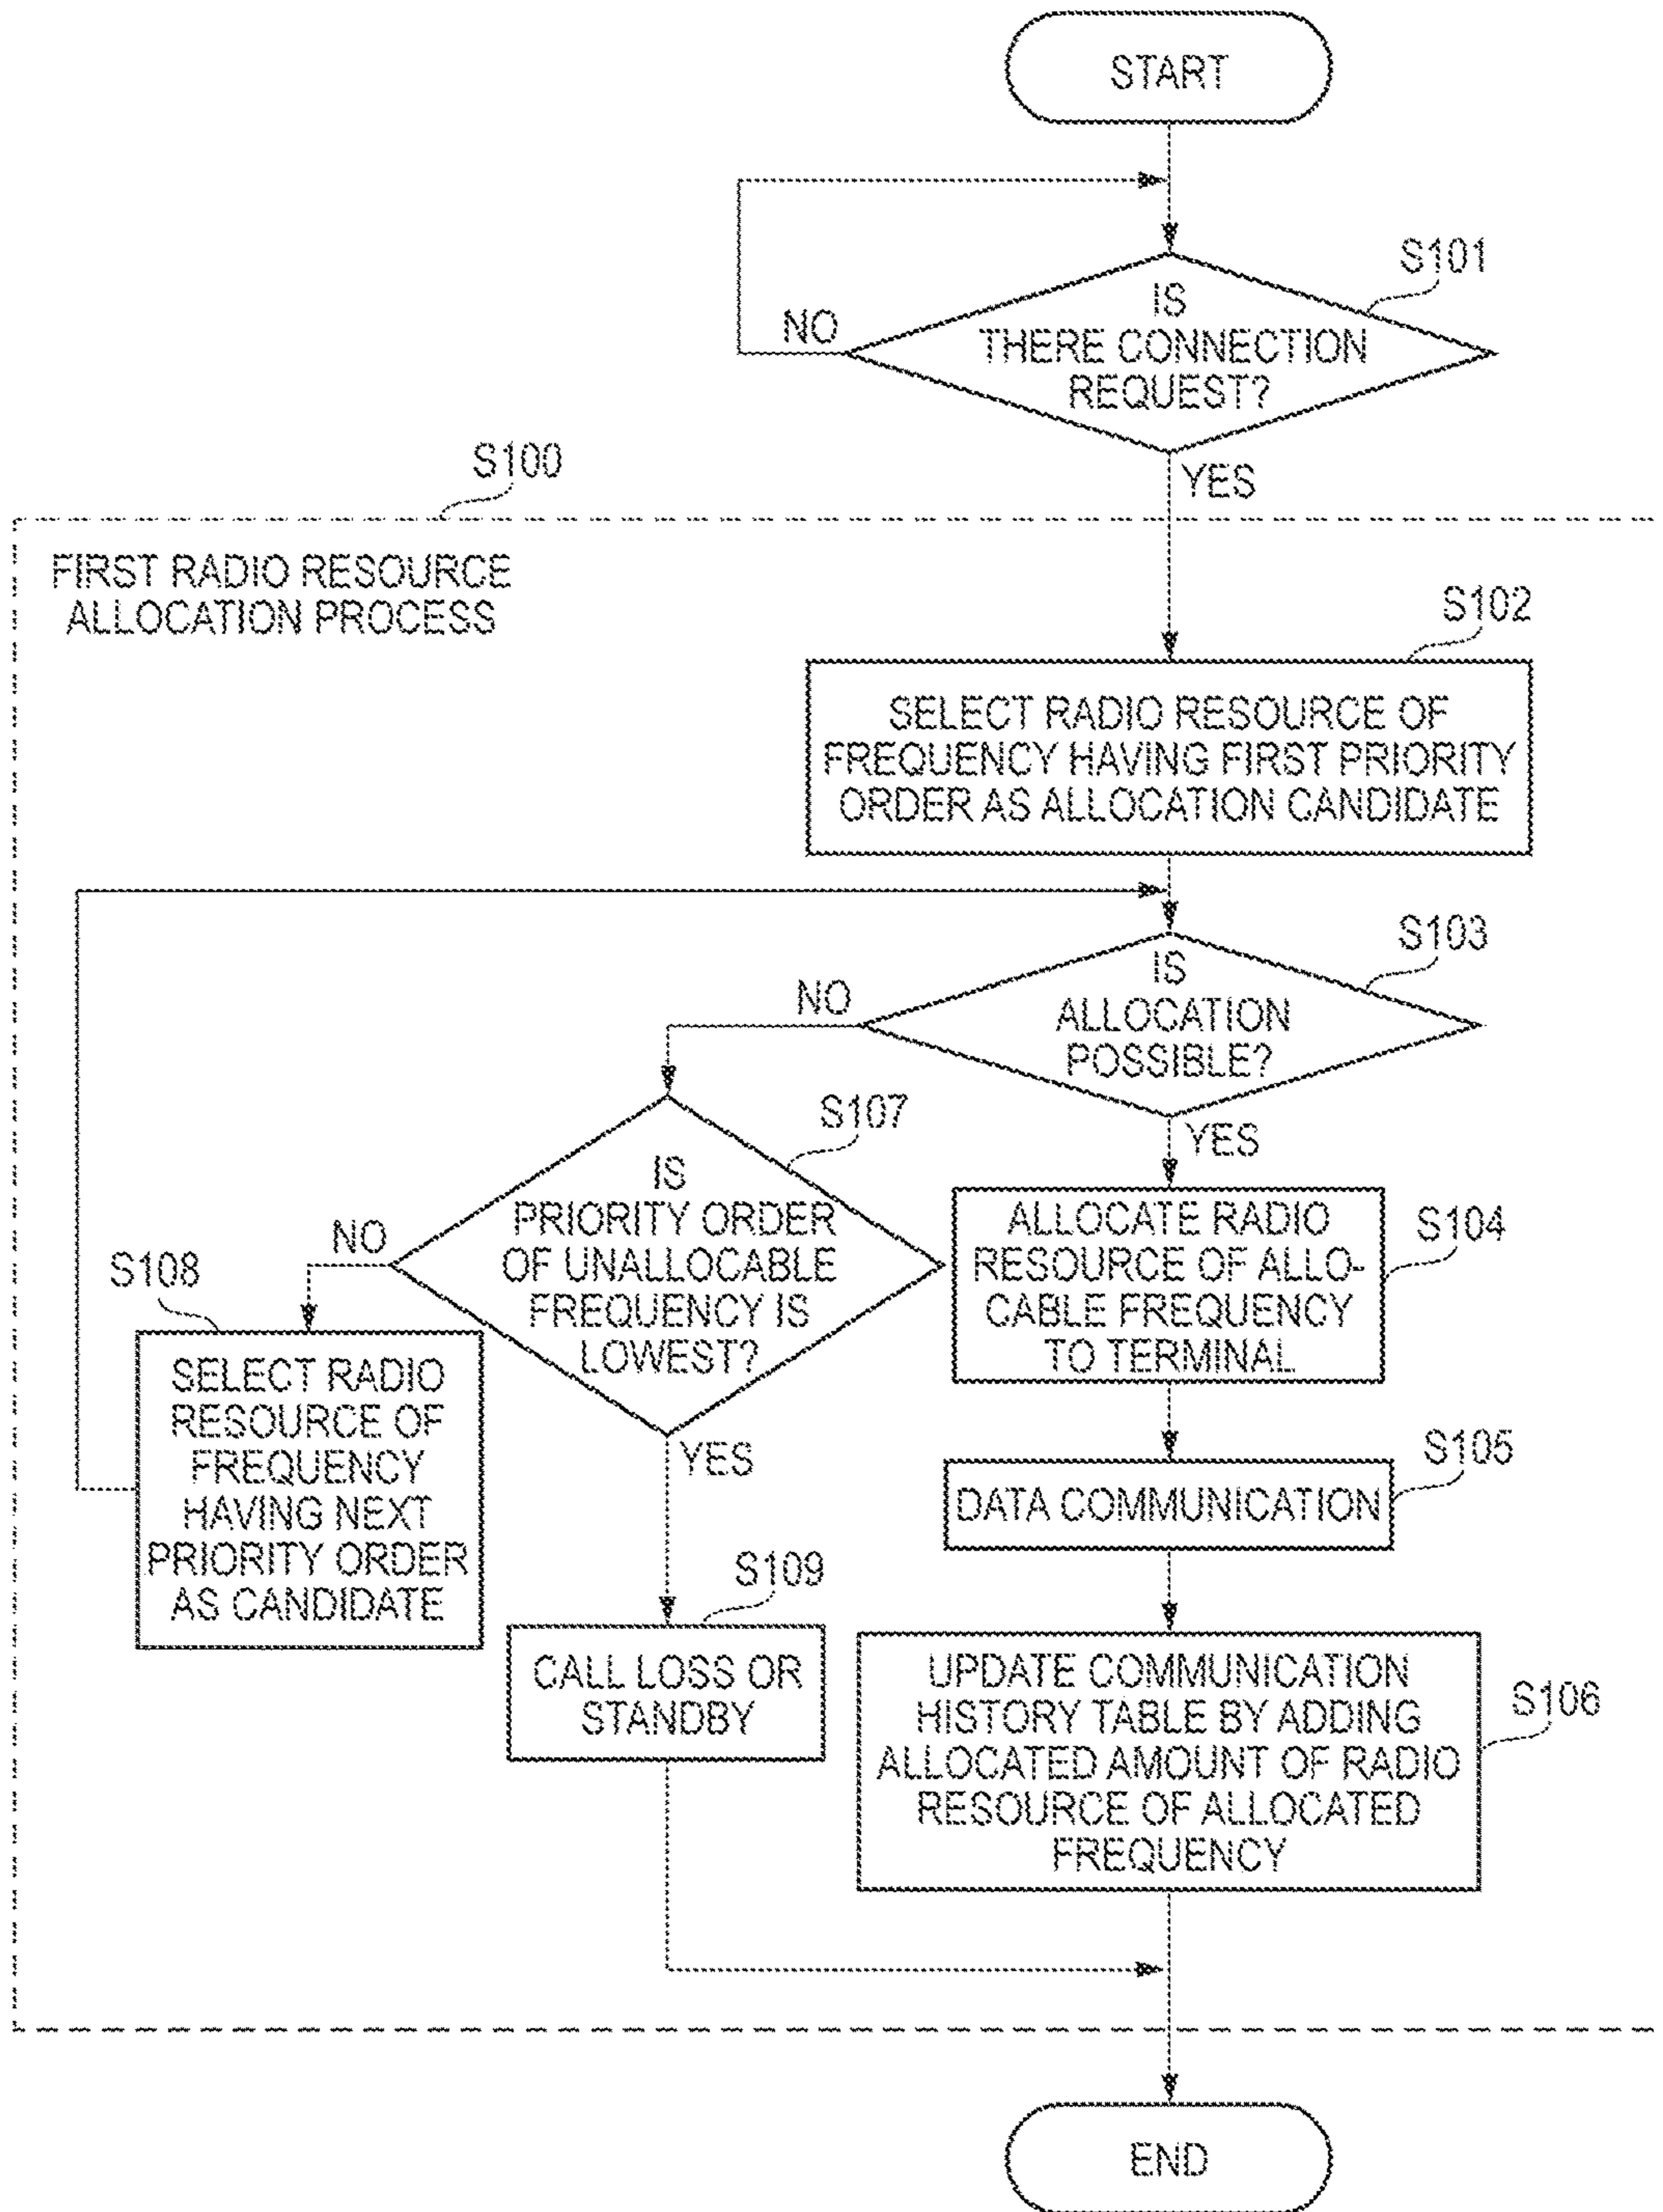 START
S101
IS
THERE CONNECTION
REQUEST?
NO
YES
S100
FIRST RADIO RESOURCE
ALLOCATION PROCESS
S102
SELECT RADIO RESOURCE OF
FREQUENCY HAVING FIRST PRIORITY
ORDER AS ALLOCATION CANDIDATE
S103
IS
ALLOCATION
POSSIBLE?
NO
YES
S107
IS
PRIORITY ORDER
OF UNALLOCABLE
FREQUENCY IS
LOWEST?
NO
YES
S104
ALLOCATE RADIO
RESOURCE OF ALLO-
CABLE FREQUENCY
TO TERMINAL
S108
SELECT RADIO
RESOURCE OF
FREQUENCY
HAVING NEXT
PRIORITY ORDER
AS CANDIDATE
S105
DATA COMMUNICATION
S109
CALL LOSS OR
STANDBY
S106
UPDATE COMMUNICATION
HISTORY TABLE BY ADDING
ALLOCATED AMOUNT OF RADIO
RESOURCE OF ALLOCATED
FREQUENCY
END